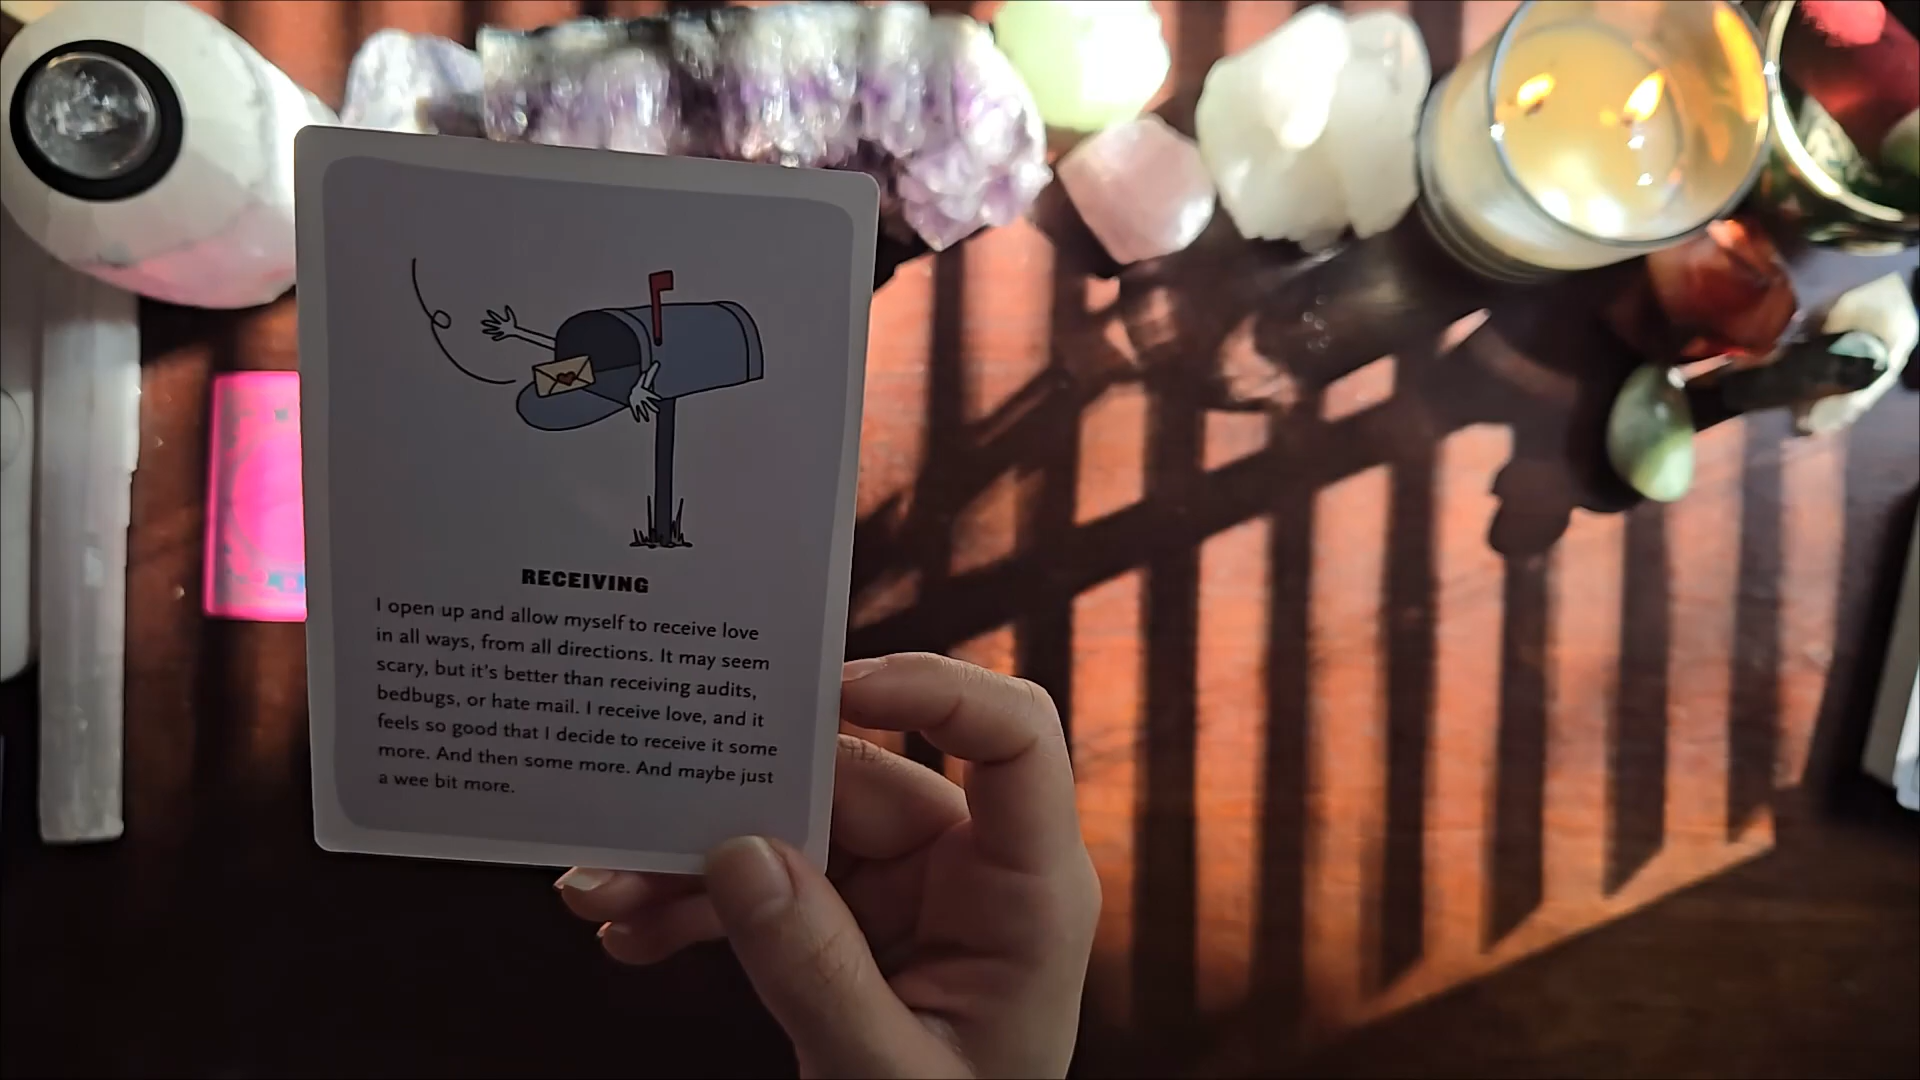 RECEIVING
I open up and allow myself to receive love
in all ways, from all directions. It may seem
scary, but it's better than receiving audits,
bedbugs, or hate mail. I receive love, and it
feels so good that I decide to receive it some
more. And then some more. And maybe just
a wee bit more.